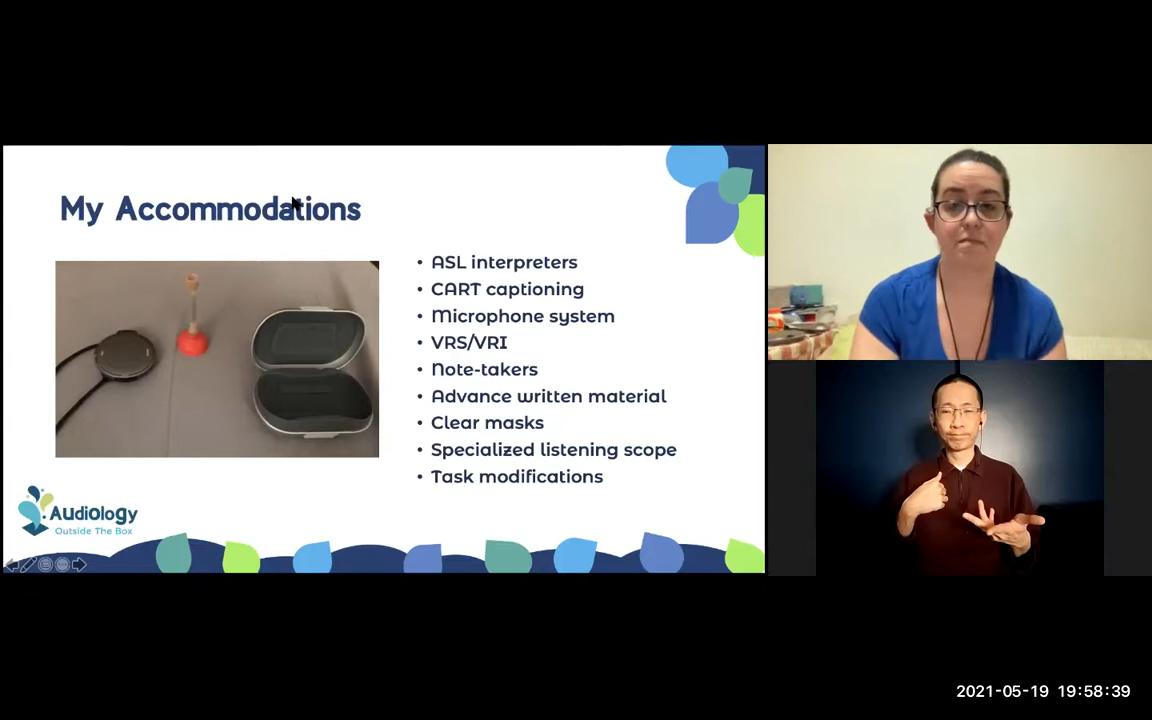 My Accommodations
• ASL interpreters
• CART captioning
• Microphone system
• VRS/VRI
• Note-takers
• Advance written material
• Clear masks
• Specialized listening scope
• Task modifications
Audiology
Outside The Box
2021-05-19 19:58:39